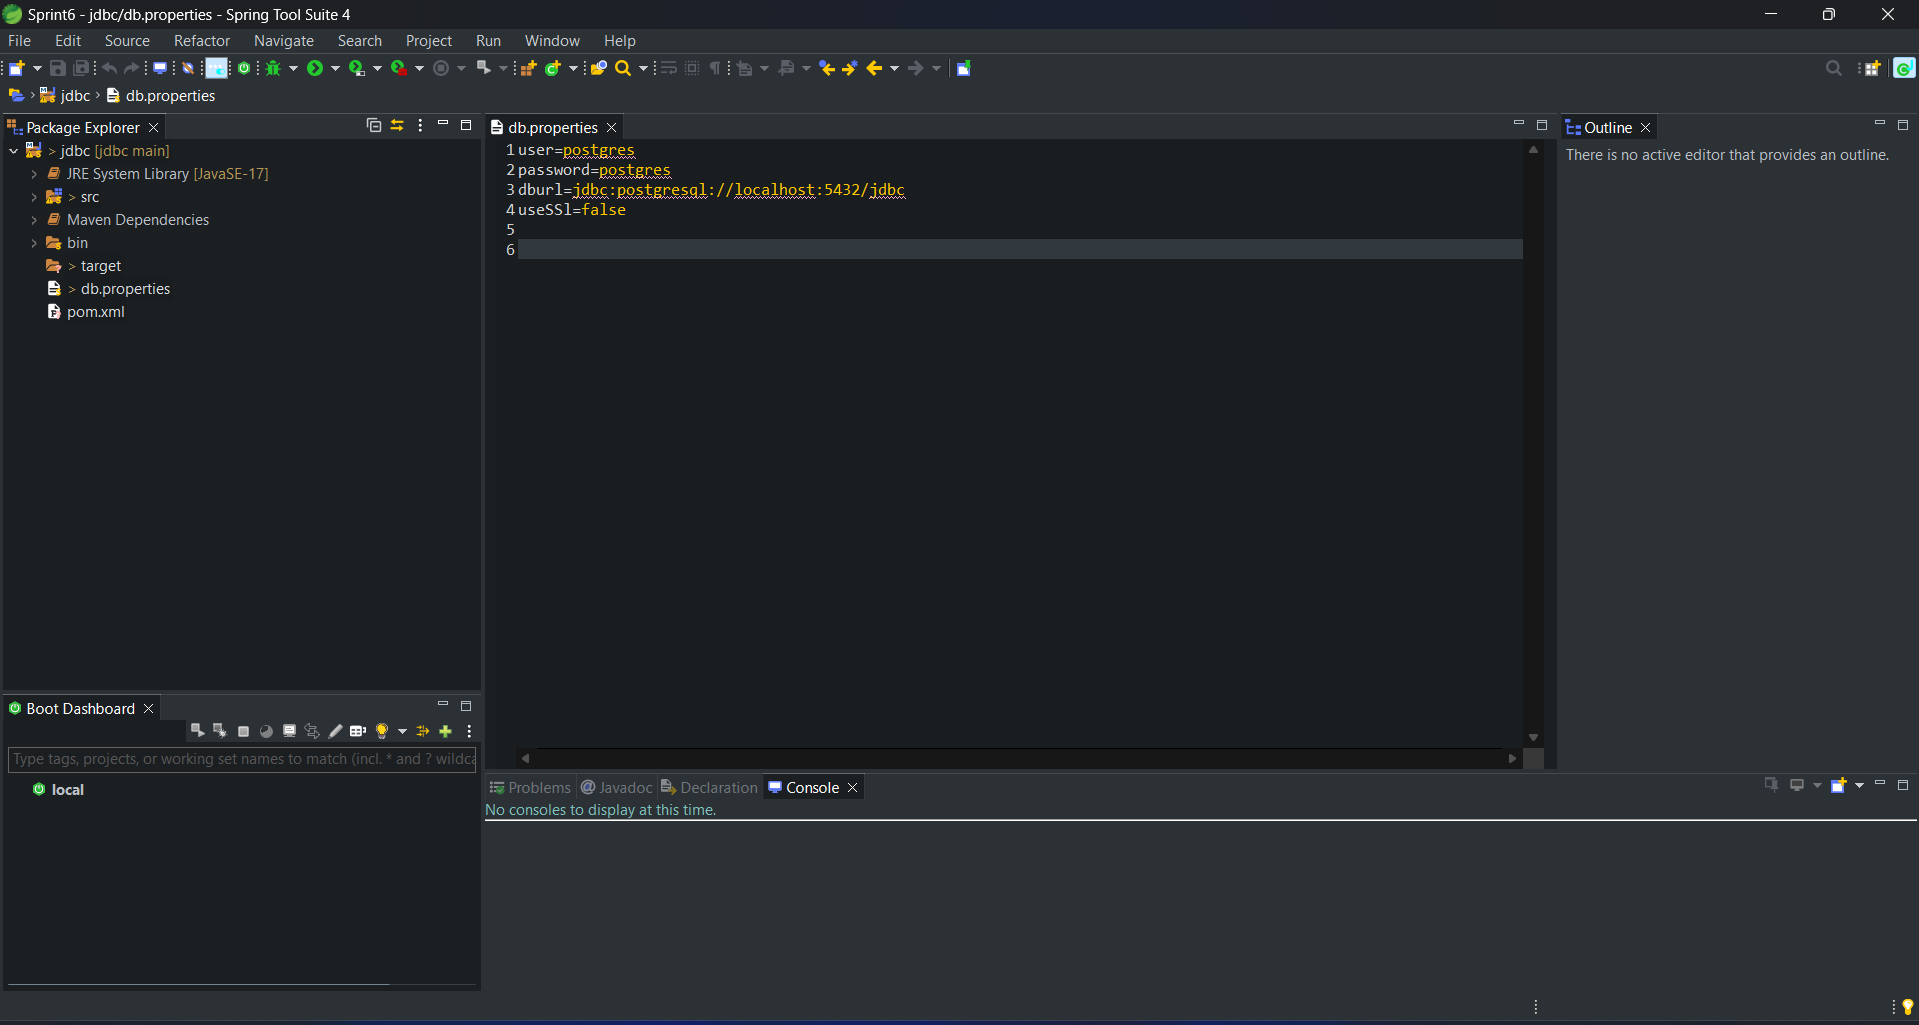 Sprint6 - jdbc/db.properties - Spring Tool Suite 4
File Edit Source Refactor Navigate Search Project Run Window Help
jdbc db.properties
Package Explorer
> jdbc [jdbc main]
JRE System Library [JavaSE-17]
> src
Maven Dependencies
bin
> target
> db.properties
pom.xml
db.properties
1 user=postgres
2 password=postgres
3 dburl=jdbc:postgresql://localhost:5432/jdbc
4 useSSl=false
5
6
Outline
There is no active editor that provides an outline.
Boot Dashboard
Type tags, projects, or working set names to match (incl. * and ? wildca
local
Problems @ Javadoc Declaration Console
No consoles to display at this time.